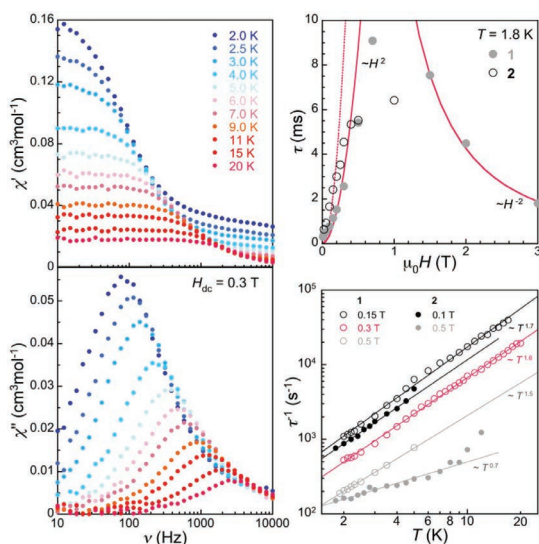 0.16
0.12
0.08
0.04
0.00
χ' (cm³mol⁻¹)
2.0 K
2.5 K
3.0 K
4.0 K
5.0 K
6.0 K
7.0 K
9.0 K
11 K
15 K
20 K
10
8
6
4
2
0
τ (ms)
T = 1.8 K
1
2
~H²
~H⁻²
0
1
2
3
μ₀H (T)
0.05
0.04
0.03
0.02
0.01
0
χ'' (cm³mol⁻¹)
H_dc = 0.3 T
10
100
1000
10000
ν (Hz)
10⁵
10⁴
10³
10²
τ⁻¹ (s⁻¹)
1 2
0.15 T 0.1 T
0.3 T 0.5 T
0.5 T
~ T^1.7
~ T^1.6
~ T^1.5
~ T^0.7
2
4
6
8
10
20
T (K)